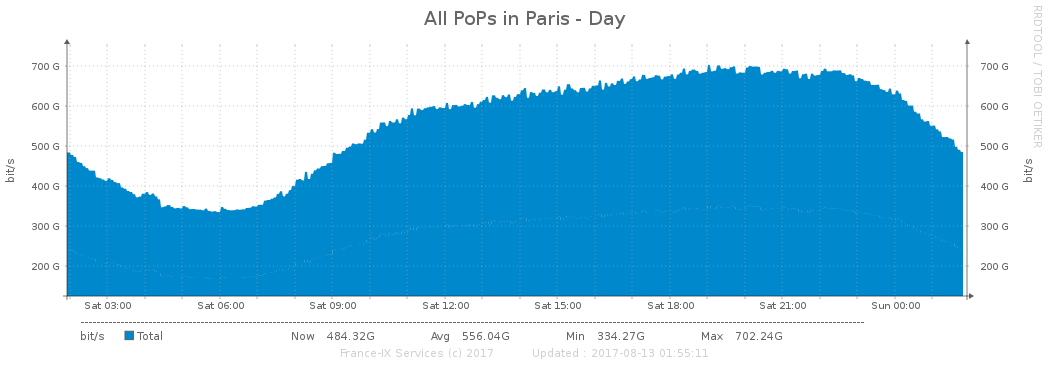 All PoPs in Paris - Day
RRDTOOL / TOBI OETIKER
bit/s
bit/s
700 G 700 G
600 G 600 G
500 G 500 G
400 G 400 G
300 G 300 G
200 G 200 G
Sat 03:00 Sat 06:00 Sat 09:00 Sat 12:00 Sat 15:00 Sat 18:00 Sat 21:00 Sun 00:00
bit/s Total Now 484.32G Avg 556.04G Min 334.27G Max 702.24G
France-IX Services (c) 2017 Updated : 2017-08-13 01:55:11